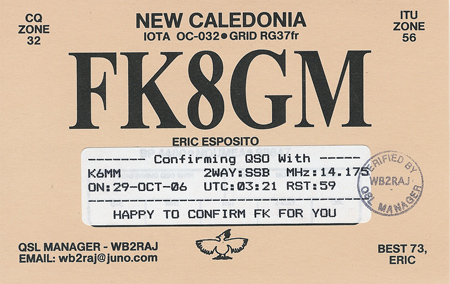 CQ
ZONE
32
NEW CALEDONIA
IOTA OC-032 ● GRID RG37fr
ITU
ZONE
56
FK8GM
ERIC ESPOSITO
------- Confirming QSO With -----
K6MM 2WAY:SSB MHz:14.175
ON:29-OCT-06 UTC:03:21 RST:59
HAPPY TO CONFIRM FK FOR YOU
VERIFIED BY
WB2RAJ
QSL MANAGER
QSL MANAGER - WB2RAJ
EMAIL: wb2raj@juno.com
BEST 73,
ERIC